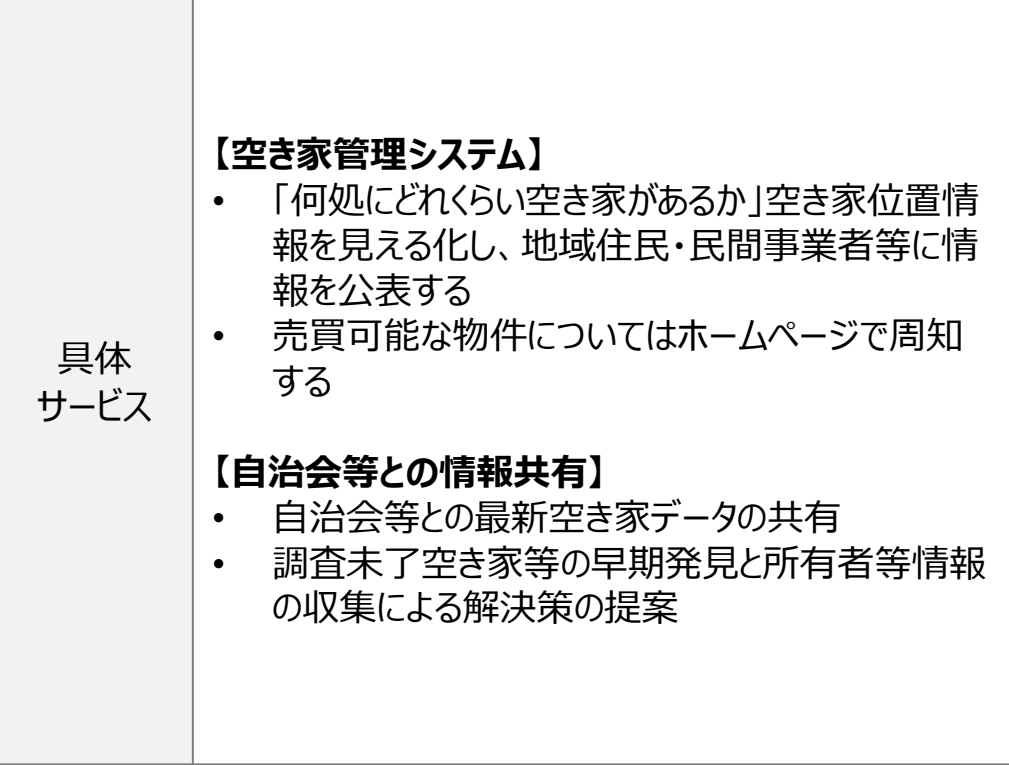 具体
サービス
【空き家管理システム】
• 「何処にどれくらい空き家があるか」空き家位置情
報を見える化し、地域住民・民間事業者等に情
報を公表する
• 売買可能な物件についてはホームページで周知
する
【自治会等との情報共有】
• 自治会等との最新空き家データの共有
• 調査未了空き家等の早期発見と所有者等情報
の収集による解決策の提案